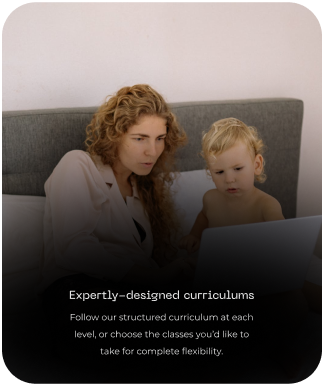 Expertly-designed curriculums
Follow our structured curriculum at each
level, or choose the classes you'd like to
take for complete flexibility.